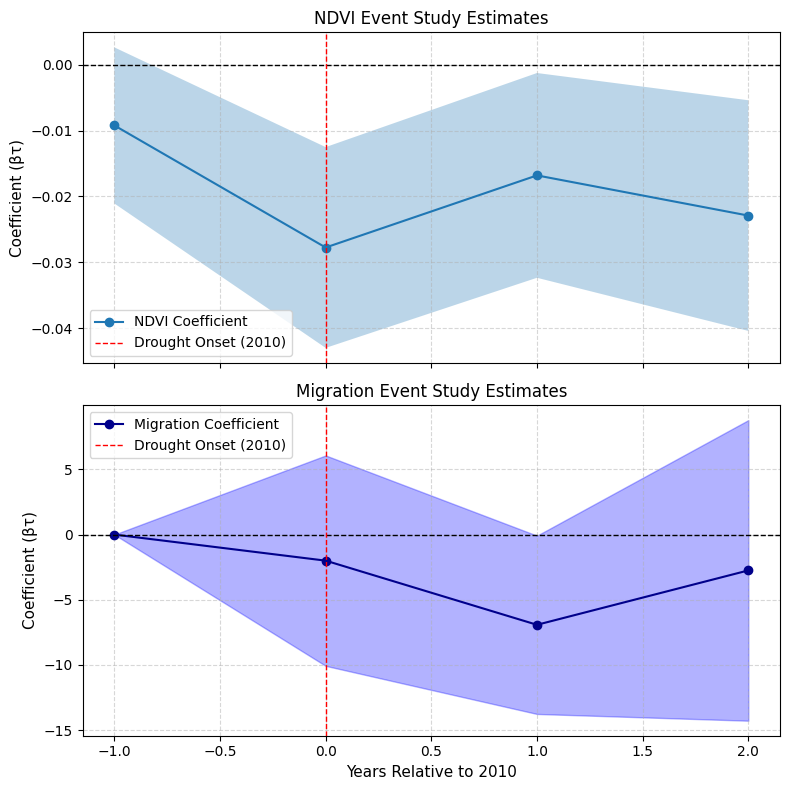 NDVI Event Study Estimates
Coefficient (βτ)
0.00
−0.01
−0.02
−0.03
−0.04
NDVI Coefficient
Drought Onset (2010)
Migration Event Study Estimates
Coefficient (βτ)
Migration Coefficient
Drought Onset (2010)
5
0
−5
−10
−15
−1.0 −0.5 0.0 0.5 1.0 1.5 2.0
Years Relative to 2010